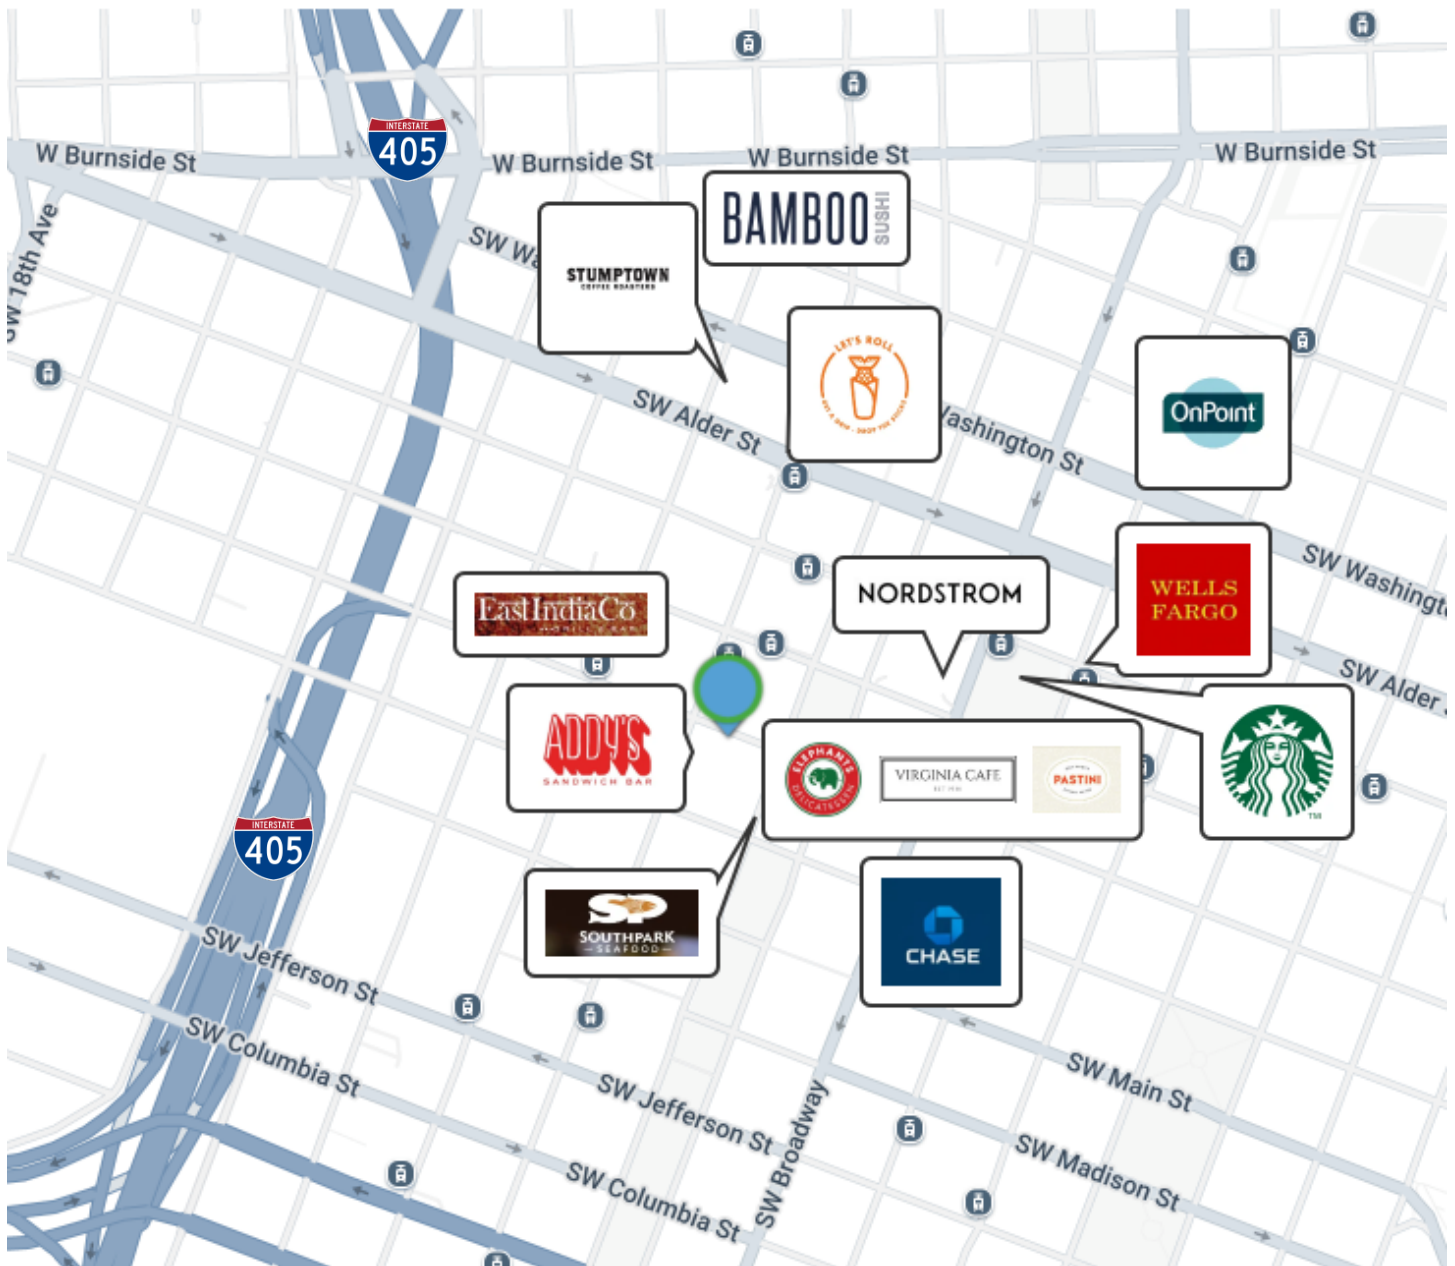 INTERSTATE
405
W Burnside St
W Burnside St
W Burnside St
W Burnside St
SW 18th Ave
BAMBOO
SUSHI
SW Wa
STUMPTOWN
COFFEE ROASTERS
LET'S ROLL
OnPoint
SW Alder St
Washington St
SW Washingt
WELLS
FARGO
NORDSTROM
EastIndiaCo
SW Alder
ADDY'S
SANDWICH BAR
ELEPHANTS
DELICATESSEN
VIRGINIA CAFE
PASTINI
TM
INTERSTATE
405
SP
SOUTHPARK
SEAFOOD
CHASE
SW Jefferson St
SW Columbia St
SW Main St
SW Jefferson St
SW Broadway
SW Madison St
SW Columbia St